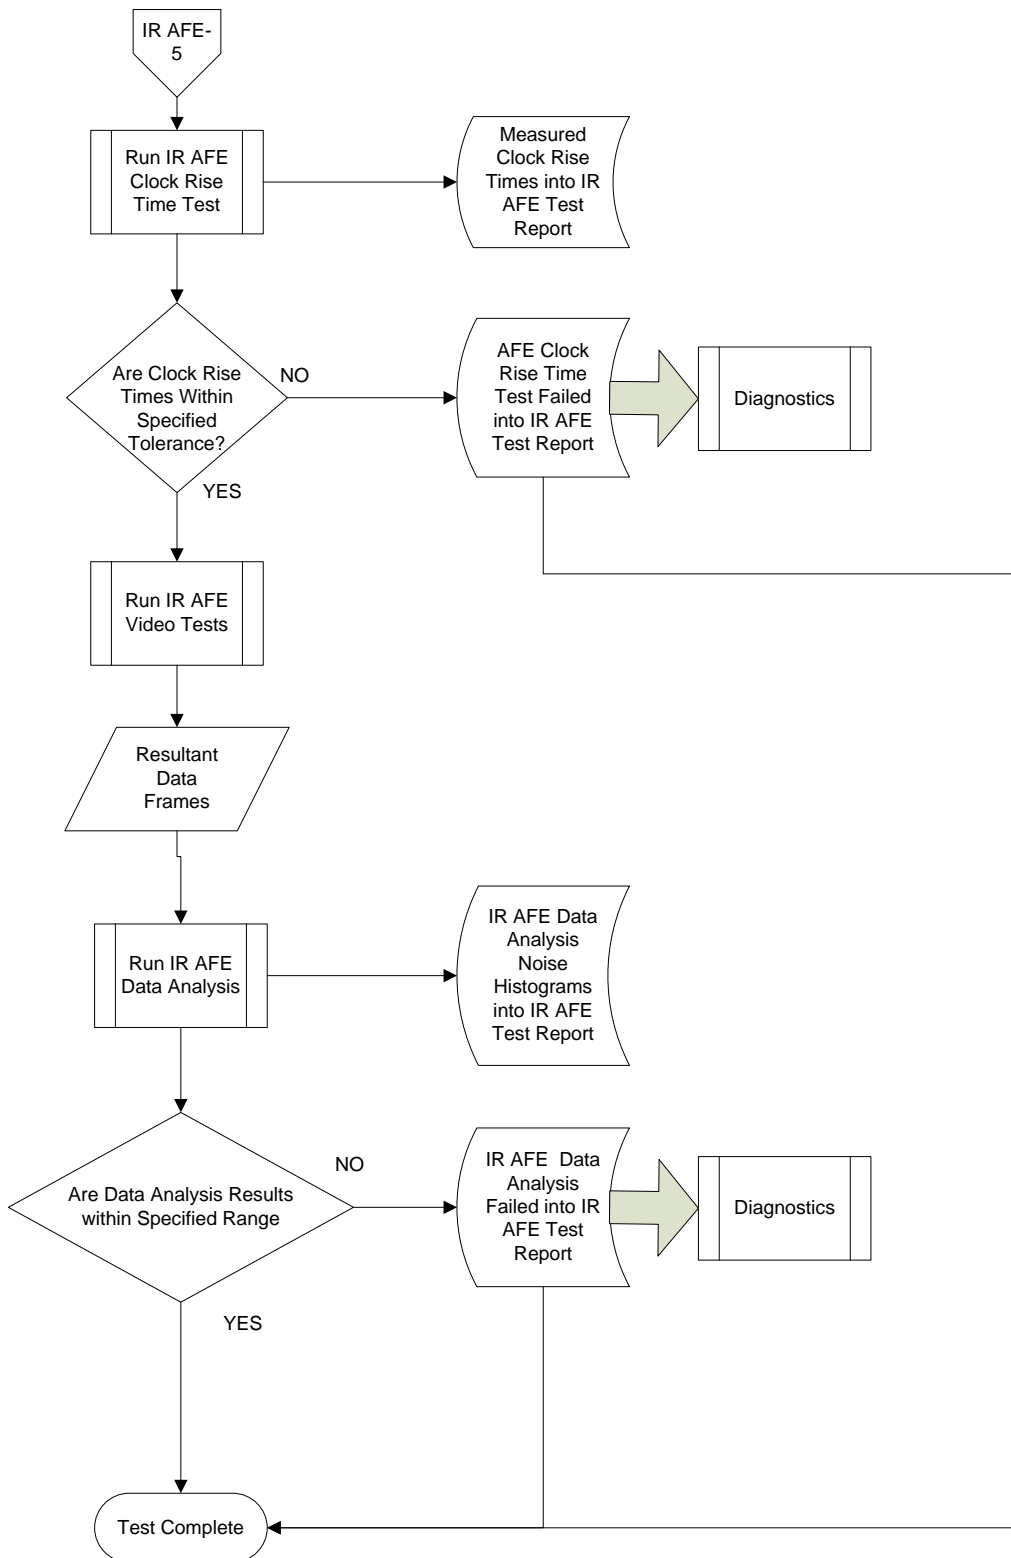 IR AFE-
5
Run IR AFE
Clock Rise
Time Test
Measured
Clock Rise
Times into IR
AFE Test
Report
Are Clock Rise
Times Within
Specified
Tolerance?
NO
YES
AFE Clock
Rise Time
Test Failed
into IR AFE
Test Report
Diagnostics
Run IR AFE
Video Tests
Resultant
Data
Frames
Run IR AFE
Data Analysis
IR AFE Data
Analysis
Noise
Histograms
into IR AFE
Test Report
Are Data Analysis Results
within Specified Range
NO
YES
IR AFE  Data
Analysis
Failed into IR
AFE Test
Report
Diagnostics
Test Complete